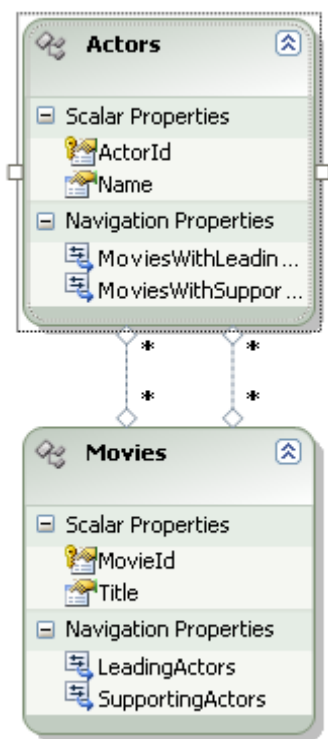 Actors
Scalar Properties
ActorId
Name
Navigation Properties
MoviesWithLeadin...
MoviesWithSuppor...
* *
* *
Movies
Scalar Properties
MovieId
Title
Navigation Properties
LeadingActors
SupportingActors